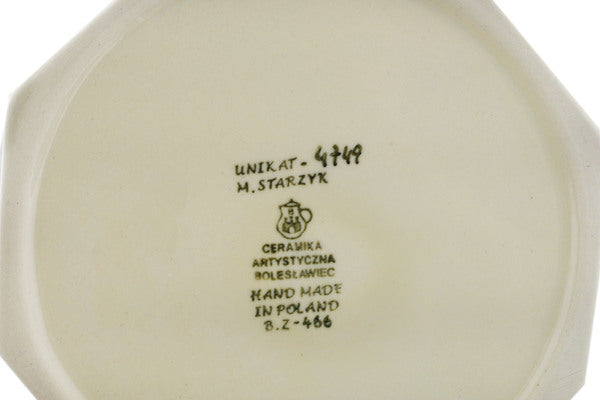 UNIKAT - 4749
M. STARZYK
CERAMIKA
ARTYSTYCZNA
BOLESŁAWIEC
HAND MADE
IN POLAND
B.Z-466